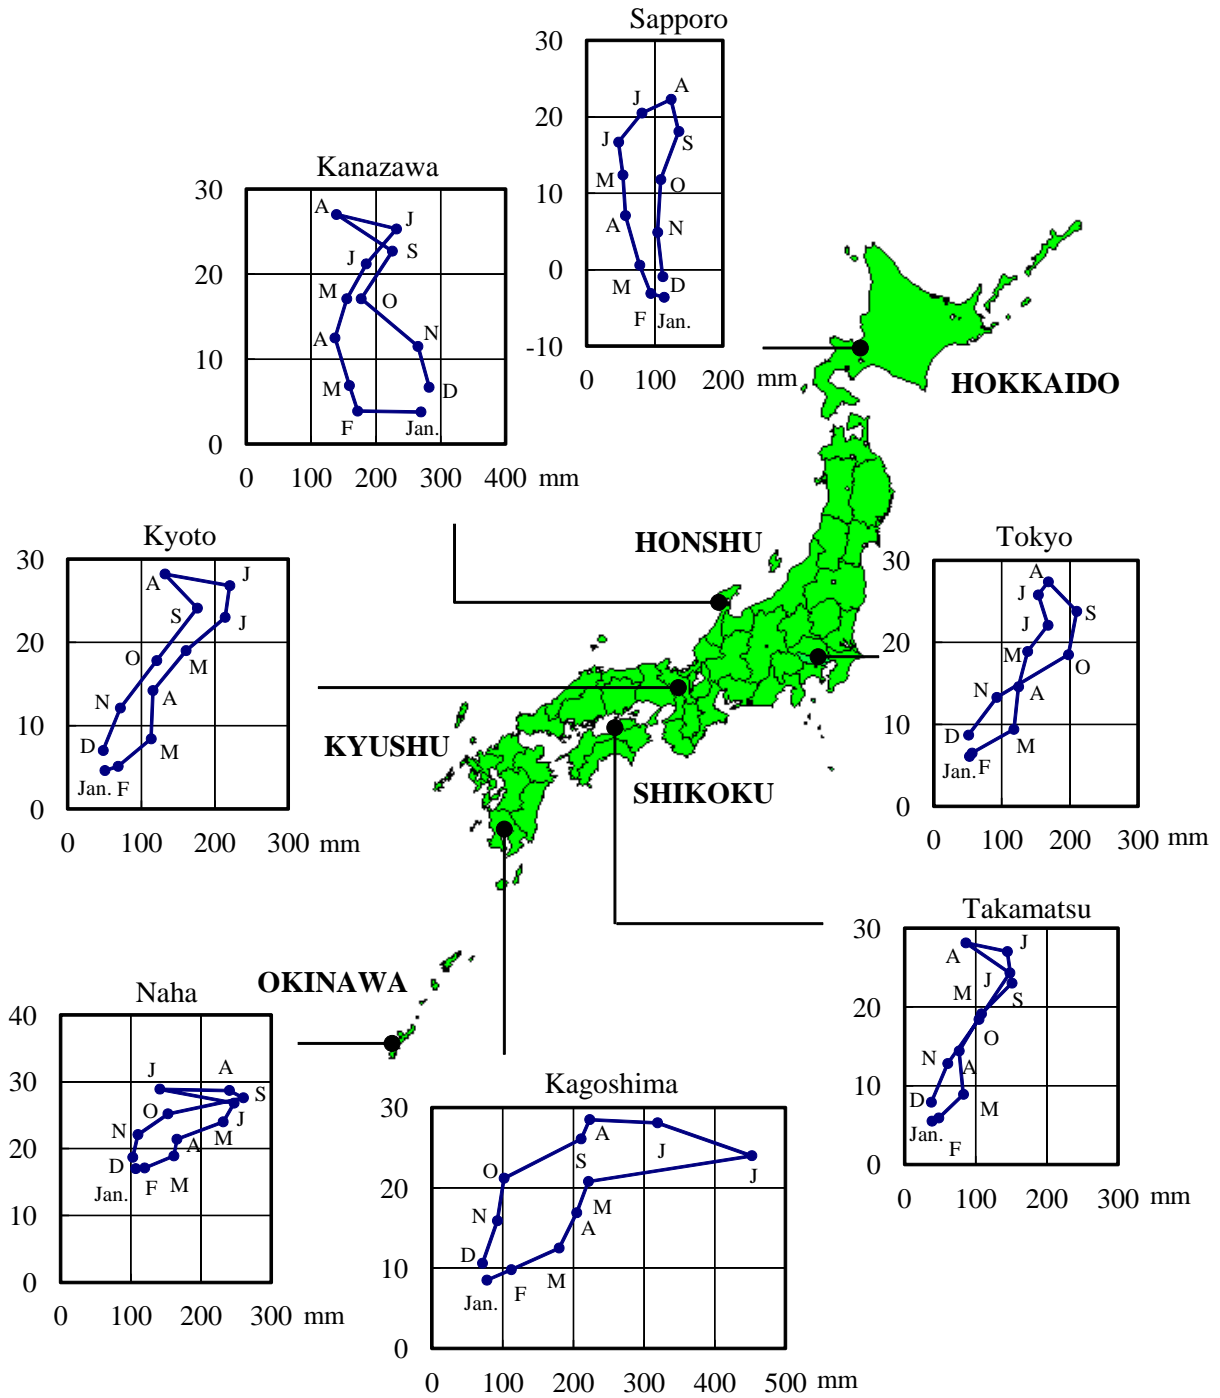 Sapporo
30
20
10
0
-10
A
J
J
S
M
O
A
N
M
D
F
Jan.
0 100 200 mm
Kanazawa
30
20
10
0
A
J
S
J
M
O
A
N
M
D
F
Jan.
0 100 200 300 400 mm
HOKKAIDO
HONSHU
KYUSHU
SHIKOKU
OKINAWA
Kyoto
30
20
10
0
J
A
S
J
O
M
N
A
D
M
Jan. F
0 100 200 300 mm
Tokyo
30
20
10
0
A
J
S
J
M
O
N
A
D
M
Jan.
F
0 100 200 300 mm
Takamatsu
30
20
10
0
J
A
J
M
S
O
N
A
D
M
Jan.
F
0 100 200 300 mm
Naha
40
30
20
10
0
J
A
S
O
J
N
M
A
D
F
M
Jan.
0 100 200 300 mm
Kagoshima
30
20
10
0
A
J
S
J
O
M
N
A
D
M
F
Jan.
0 100 200 300 400 500 mm